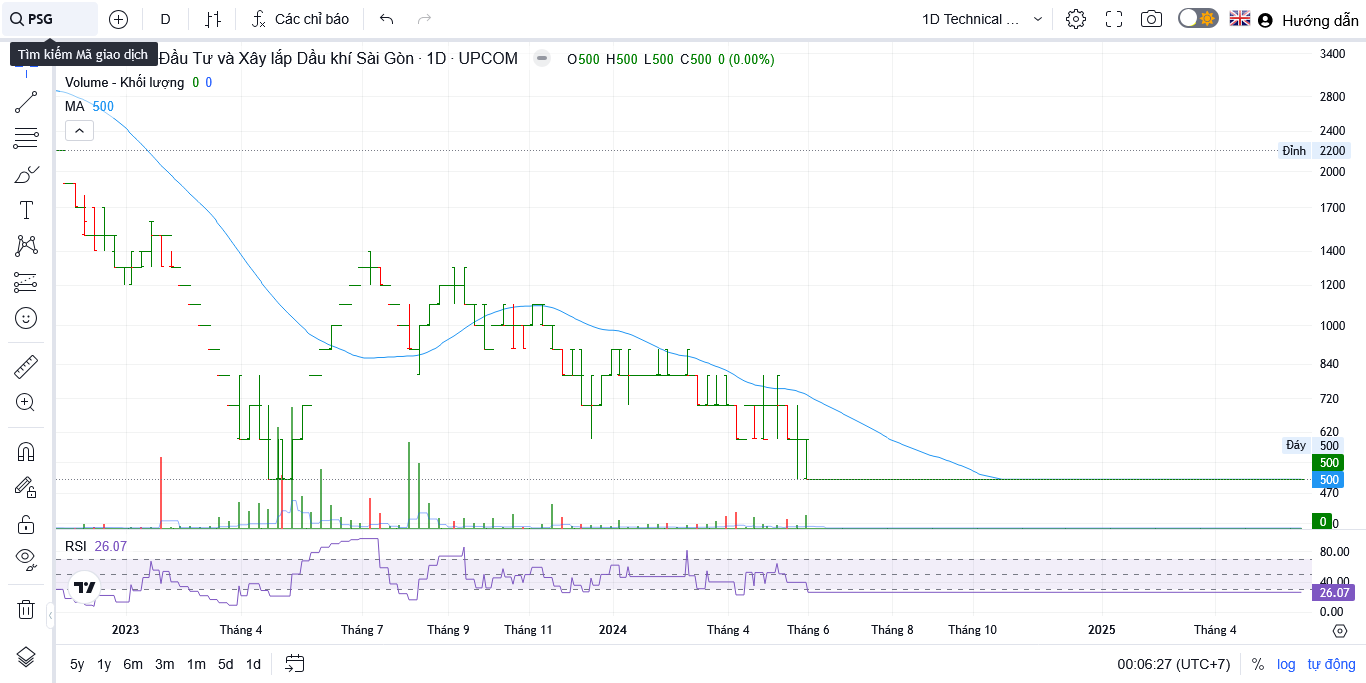 PSG
D
Các chỉ báo
1D Technical ...
Hướng dẫn
Tìm kiếm Mã giao dịch
Đầu Tư và Xây lắp Dầu khí Sài Gòn · 1D · UPCOM
O500 H500 L500 C500 0 (0.00%)
Volume - Khối lượng 0 0
MA 500
3400
2800
2400
Đỉnh 2200
2000
1700
1400
1200
1000
840
720
620
Đáy 500
500
500
470
0 0
RSI 26.07
80.00
40.00
26.07
0.00
2023 Tháng 4 Tháng 7 Tháng 9 Tháng 11 2024 Tháng 4 Tháng 6 Tháng 8 Tháng 10 2025 Tháng 4
5y 1y 6m 3m 1m 5d 1d
00:06:27 (UTC+7) % log tự động